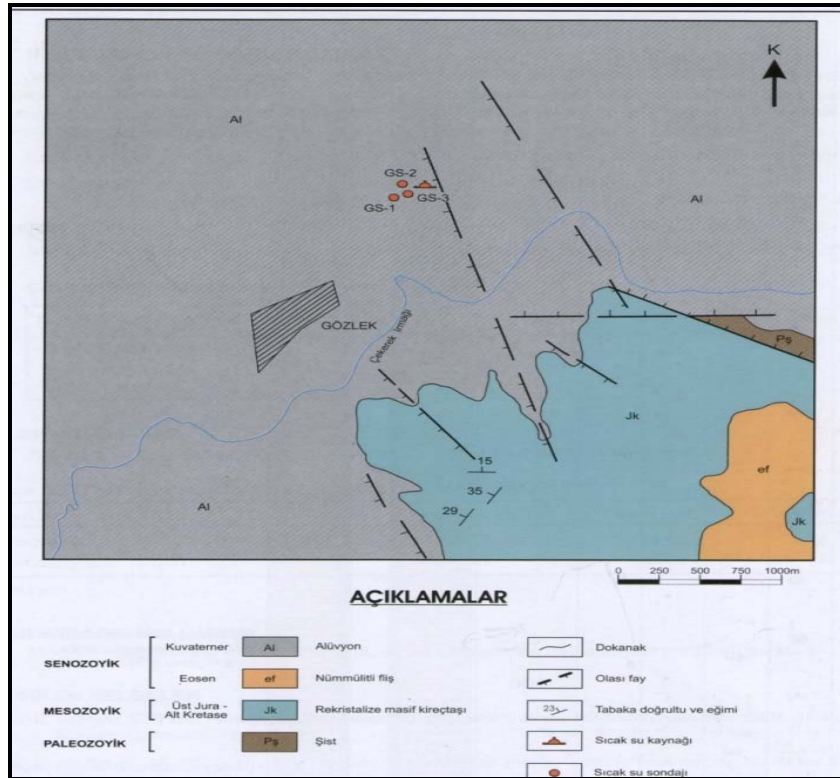 K
Al
GS-2
GS-1
GS-3
Al
GÖZLEK
Çekerek Irmağı
Pş
Jk
15
ef
35
29
Al
Jk
0 250 500 750 1000m
AÇIKLAMALAR
SENOZOYİK
Kuvaterner Al Alüvyon
Eosen ef Nümmülitli fliş
MESOZOYİK
Üst Jura -
Alt Kretase Jk Rekristalize masif kireçtaşı
PALEOZOYİK
Pş Şist
Dokanak
Olası fay
23 Tabaka doğrultu ve eğimi
Sıcak su kaynağı
Sıcak su sondajı